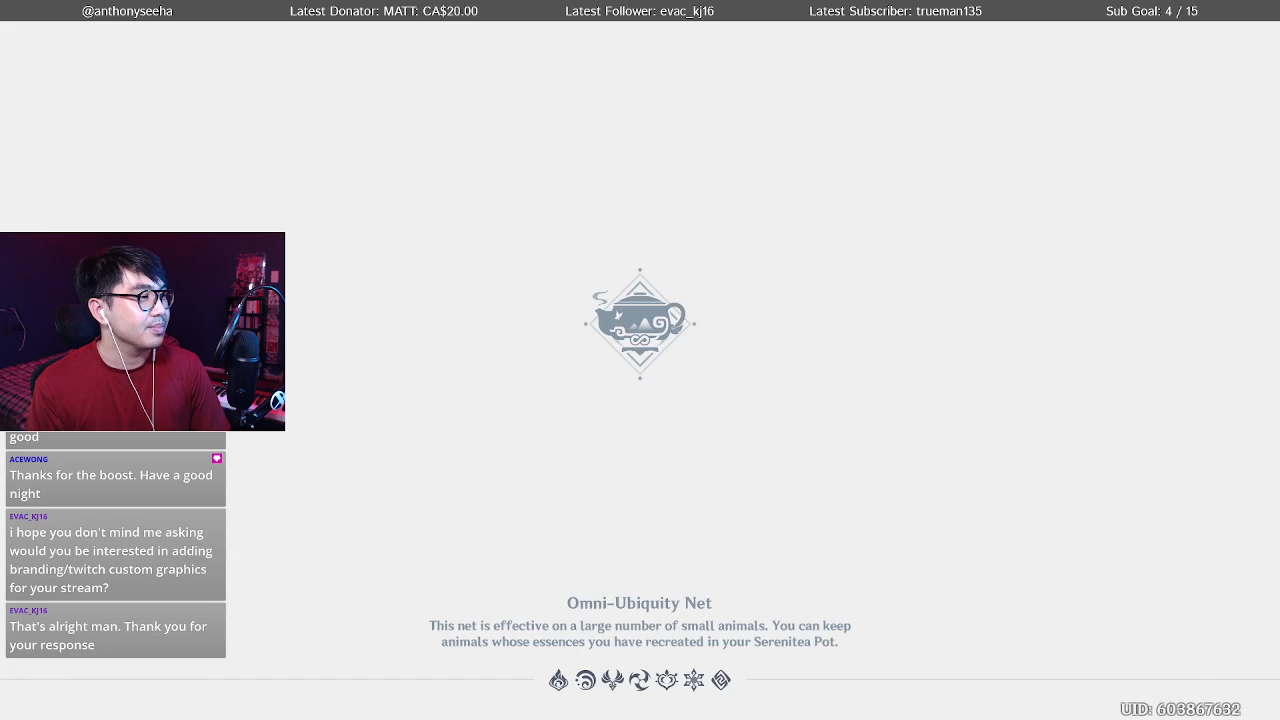 @anthonyseeha
Latest Donator: MATT: CA$20.00
Latest Follower: evac_kj16
Latest Subscriber: trueman135
Sub Goal: 4 / 15
good
ACEWONG
Thanks for the boost. Have a good
night
EVAC_KJ16
i hope you don't mind me asking
would you be interested in adding
branding/twitch custom graphics
for your stream?
EVAC_KJ16
That's alright man. Thank you for
your response
Omni-Ubiquity Net
This net is effective on a large number of small animals. You can keep
animals whose essences you have recreated in your Serenitea Pot.
UID: 603867632